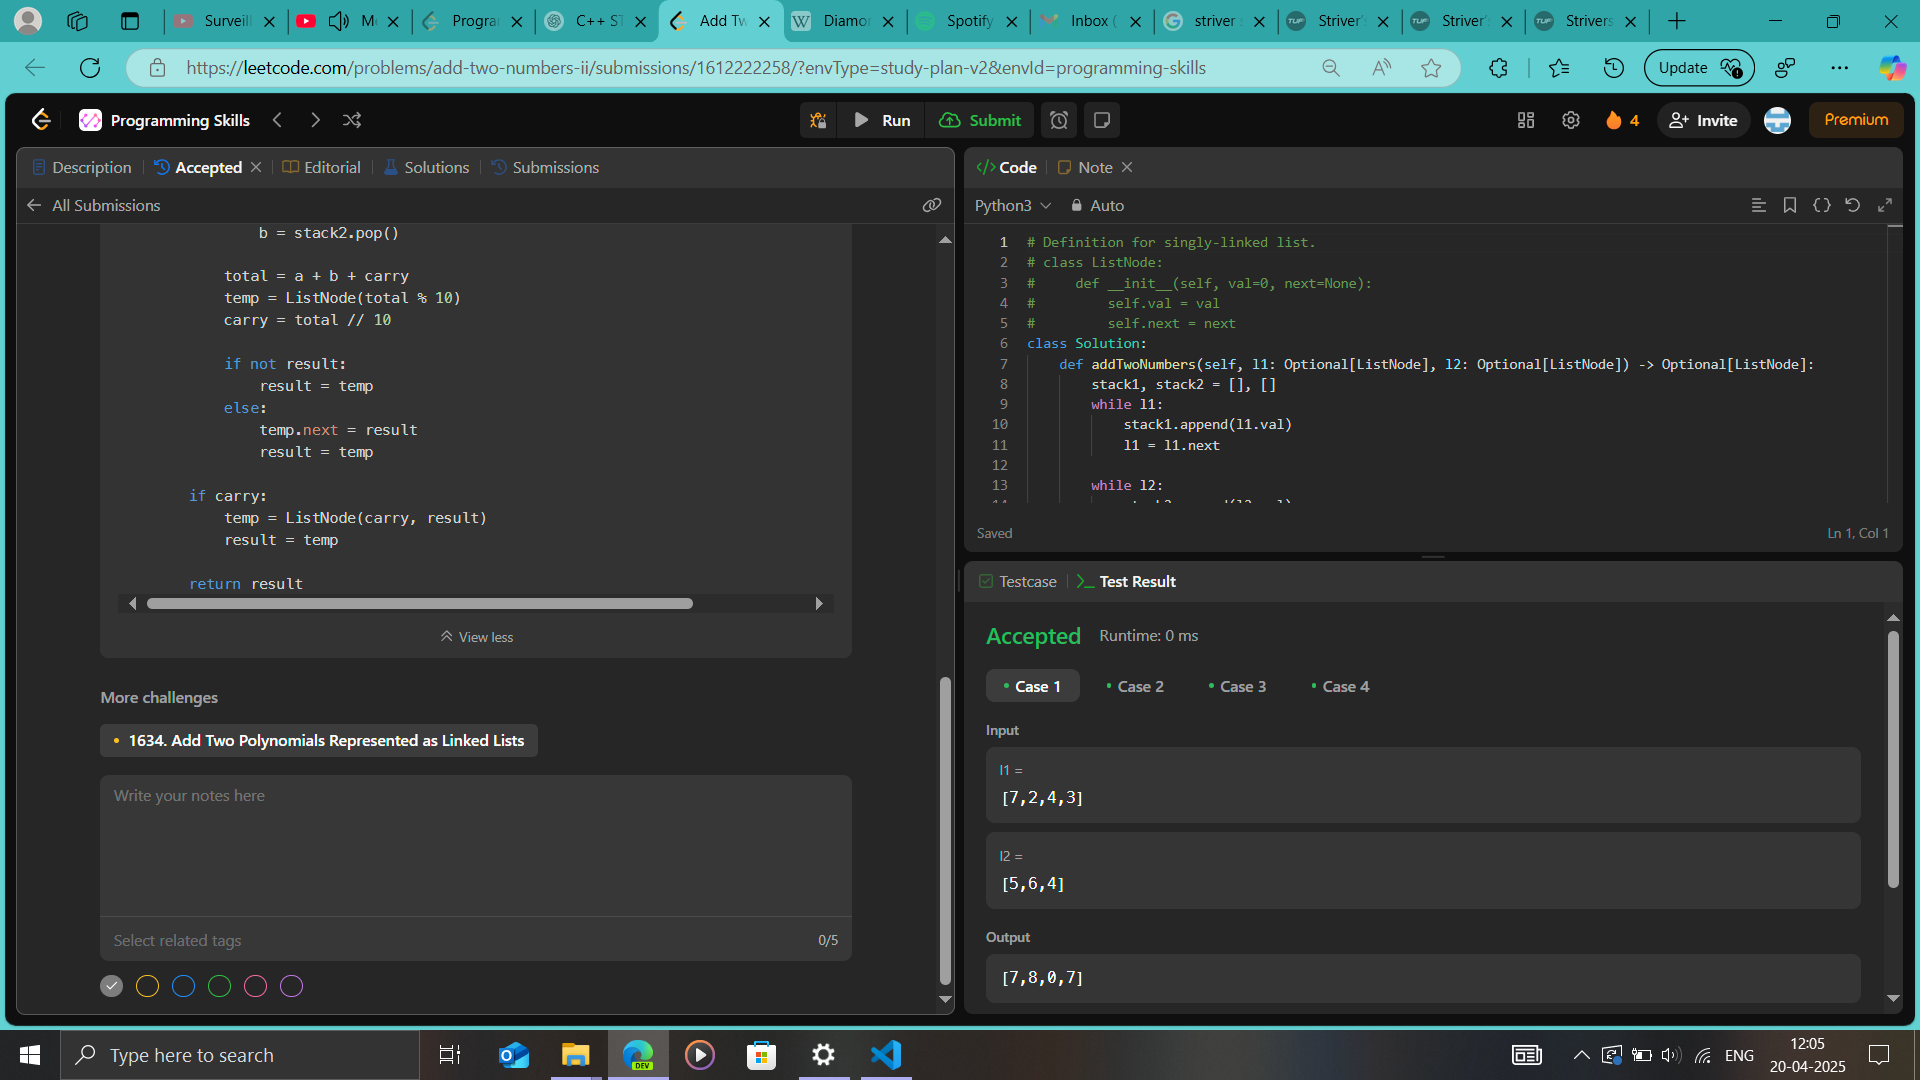 Surveill
M
Progra
C++ ST
Add Tw
Diamor
Spotify
Inbox (
striver
Striver'
Striver'
Strivers
https://leetcode.com/problems/add-two-numbers-ii/submissions/1612222258/?envType=study-plan-v2&envId=programming-skills
Update
Programming Skills
Run
Submit
4
Invite
Premium
Description
Accepted
Editorial
Solutions
Submissions
All Submissions
b = stack2.pop()
total = a + b + carry
temp = ListNode(total % 10)
carry = total // 10
if not result:
result = temp
else:
temp.next = result
result = temp
if carry:
temp = ListNode(carry, result)
result = temp
return result
View less
More challenges
1634. Add Two Polynomials Represented as Linked Lists
Write your notes here
Select related tags
0/5
Code
Note
Python3
Auto
1 # Definition for singly-linked list.
2 # class ListNode:
3 #     def __init__(self, val=0, next=None):
4 #         self.val = val
5 #         self.next = next
6 class Solution:
7 def addTwoNumbers(self, l1: Optional[ListNode], l2: Optional[ListNode]) -> Optional[ListNode]:
8 stack1, stack2 = [], []
9 while l1:
10 stack1.append(l1.val)
11 l1 = l1.next
12
13 while l2:
Saved
Ln 1, Col 1
Testcase
Test Result
Accepted
Runtime: 0 ms
Case 1
Case 2
Case 3
Case 4
Input
l1 =
[7,2,4,3]
l2 =
[5,6,4]
Output
[7,8,0,7]
Type here to search
DEV
ENG
12:05
20-04-2025